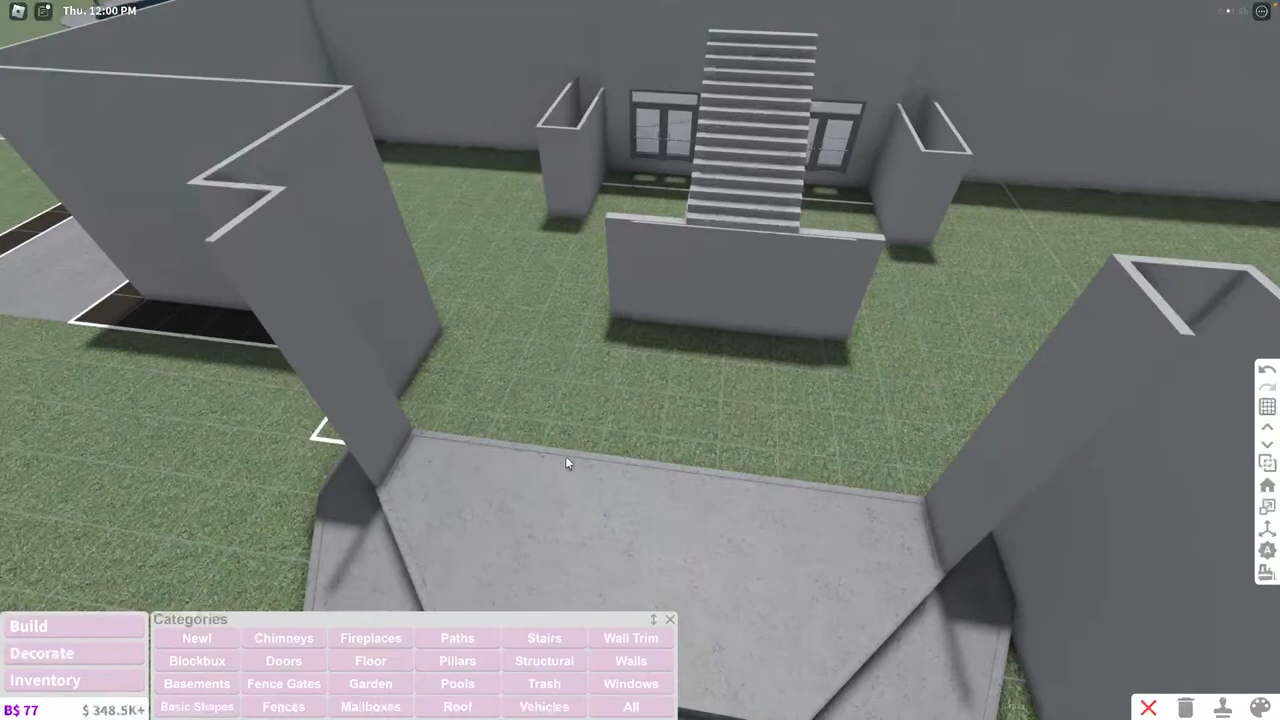 Thu. 12:00 PM
Build
Decorate
Inventory
B$ 77
$ 348.5K+
Categories
New! Chimneys Fireplaces Paths Stairs Wall Trim
Blockbux Doors Floor Pillars Structural Walls
Basements Fence Gates Garden Pools Trash Windows
Basic Shapes Fences Mailboxes Roof Vehicles All